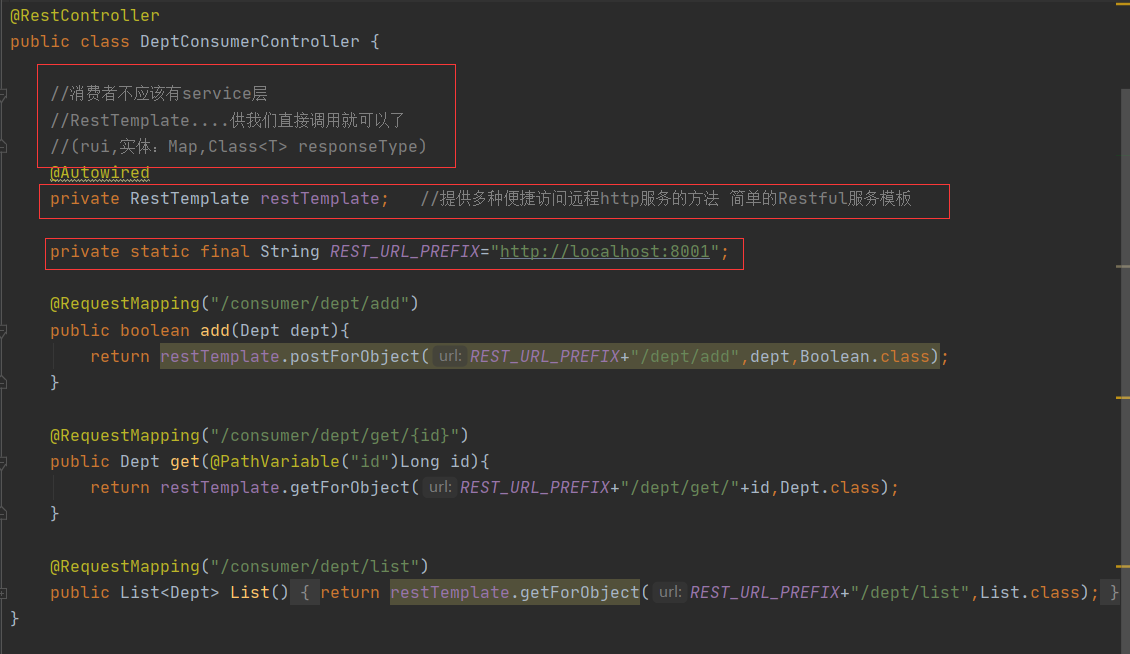 @RestController
public class DeptConsumerController {
//消费者不应该有service层
//RestTemplate....供我们直接调用就可以了
//(rui,实体：Map,Class<T> responseType)
@Autowired
private RestTemplate restTemplate;   //提供多种便捷访问远程http服务的方法 简单的Restful服务模板
private static final String REST_URL_PREFIX="http://localhost:8001";
@RequestMapping("/consumer/dept/add")
public boolean add(Dept dept){
return restTemplate.postForObject( url: REST_URL_PREFIX+"/dept/add",dept,Boolean.class);
}
@RequestMapping("/consumer/dept/get/{id}")
public Dept get(@PathVariable("id")Long id){
return restTemplate.getForObject( url: REST_URL_PREFIX+"/dept/get/"+id,Dept.class);
}
@RequestMapping("/consumer/dept/list")
public List<Dept> List() { return restTemplate.getForObject( url: REST_URL_PREFIX+"/dept/list",List.class); }
}